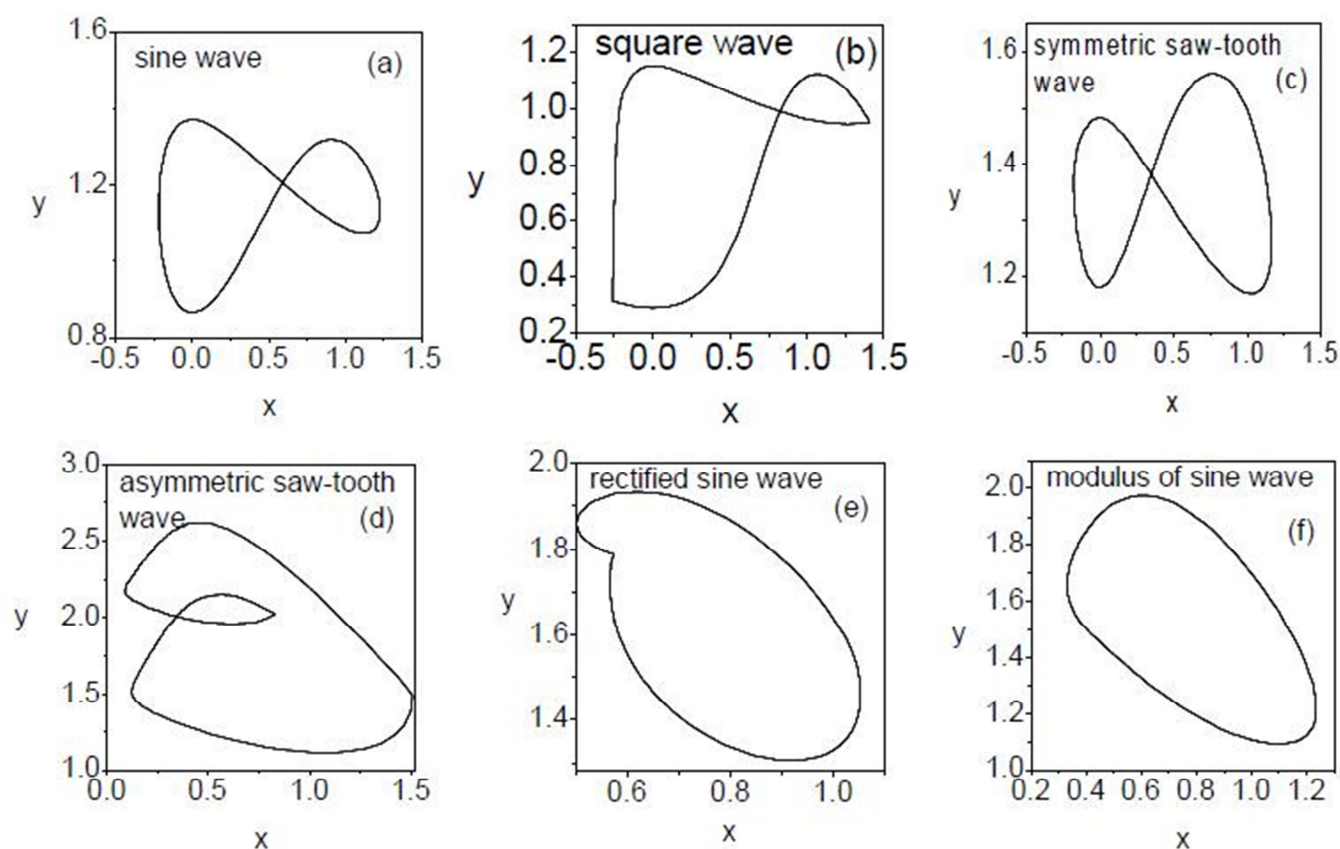 1.6
sine wave
(a)
1.2
y
0.8
-0.5
0.0
0.5
1.0
1.5
x
1.2
square wave
(b)
1.0
0.8
y
0.6
0.4
0.2
-0.5
0.0
0.5
1.0
1.5
x
1.6
symmetric saw-tooth
wave
(c)
1.4
y
1.2
-0.5
0.0
0.5
1.0
1.5
x
3.0
asymmetric saw-tooth
wave
(d)
2.5
y
2.0
1.5
1.0
0.0
0.5
1.0
1.5
x
2.0
rectified sine wave
(e)
1.8
y
1.6
1.4
0.6
0.8
1.0
x
modulus of sine wave
2.0
(f)
1.8
1.6
y
1.4
1.2
1.0
0.2
0.4
0.6
0.8
1.0
1.2
x